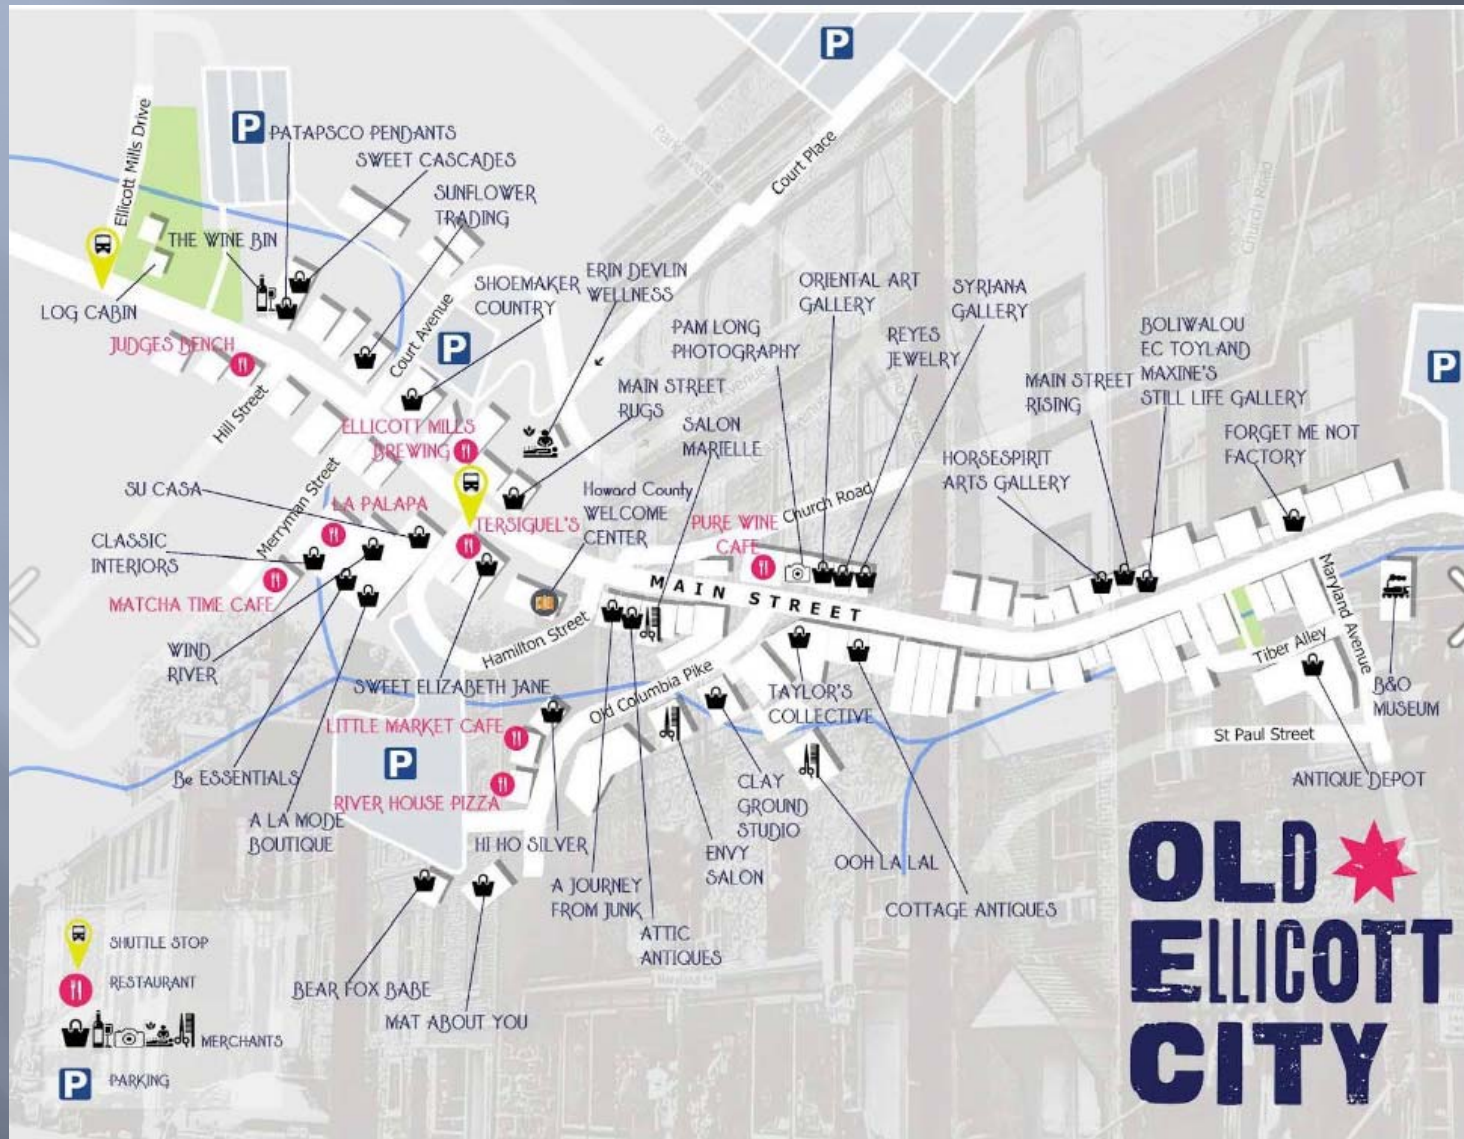 P
P
Ellicott Mills Drive
PATAPSCO PENDANTS
SWEET CASCADES
SUNFLOWER
TRADING
Park Avenue
Court Place
Church Road
THE WINE BIN
LOG CABIN
JUDGES BENCH
Hill Street
Court Avenue
P
SHOEMAKER
COUNTRY
ERIN DEVLIN
WELLNESS
MAIN STREET
RUGS
PAM LONG
PHOTOGRAPHY
SALON
MARIELLE
ORIENTAL ART
GALLERY
REYES
JEWELRY
SYRIANA
GALLERY
BOLIWALOU
EC TOYLAND
MAXINE'S
STILL LIFE GALLERY
MAIN STREET
RISING
FORGET ME NOT
FACTORY
P
HORSESPIRIT
ARTS GALLERY
ELLICOTT MILLS
BREWING
SU CASA
Merryman Street
LA PALAPA
TERSIGUEL'S
Howard County
WELCOME
CENTER
PURE WINE
CAFE
Church Road
CLASSIC
INTERIORS
MATCHA TIME CAFE
WIND
RIVER
MAIN STREET
Hamilton Street
Old Columbia Pike
Maryland Avenue
Tiber Alley
St Paul Street
B&O
MUSEUM
ANTIQUE DEPOT
SWEET ELIZABETH JANE
LITTLE MARKET CAFE
P
RIVER HOUSE PIZZA
Be ESSENTIALS
A LA MODE
BOUTIQUE
HI HO SILVER
TAYLOR'S
COLLECTIVE
CLAY
GROUND
STUDIO
ENVY
SALON
OOH LA LAL
COTTAGE ANTIQUES
A JOURNEY
FROM JUNK
ATTIC
ANTIQUES
BEAR FOX BABE
MAT ABOUT YOU
SHUTTLE STOP
RESTAURANT
MERCHANTS
P PARKING
OLD
ELLICOTT
CITY